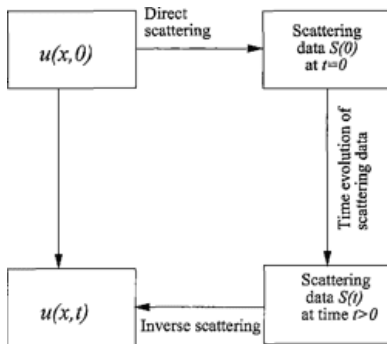 Direct
scattering
u(x,0)
Scattering
data S(0)
at t=0
Time evolution of
scattering data
u(x,t)
Inverse scattering
Scattering
data S(t)
at time t>0